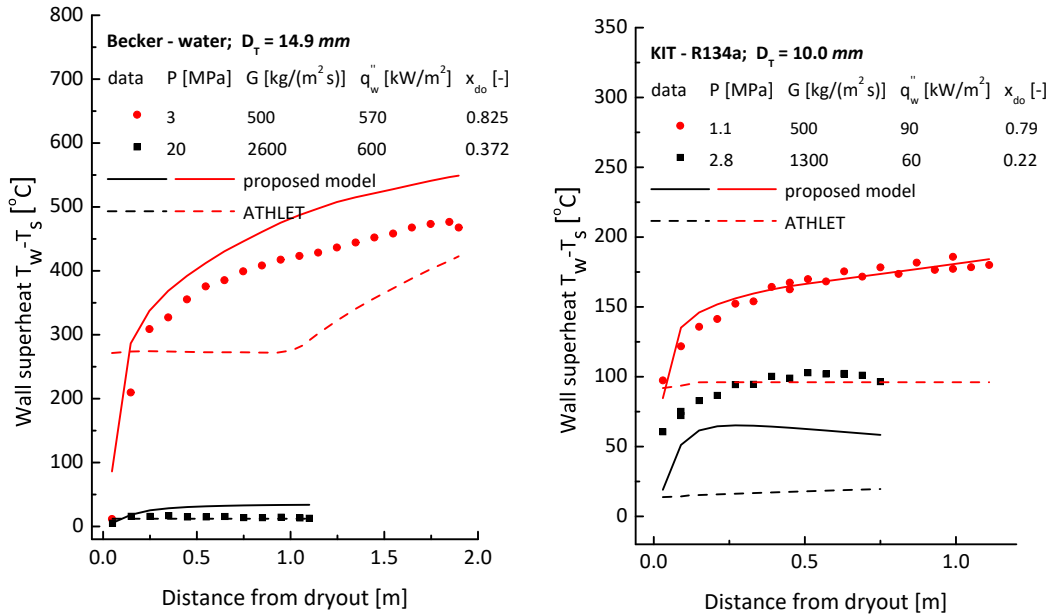 Becker - water; D_T = 14.9 mm
data P [MPa] G [kg/(m² s)] q_w'' [kW/m²] x_do [-]
3 500 570 0.825
20 2600 600 0.372
proposed model
ATHLET
Wall superheat T_W-T_S [°C]
800
700
600
500
400
300
200
100
0
0.0 0.5 1.0 1.5 2.0
Distance from dryout [m]
KIT - R134a; D_T = 10.0 mm
data P [MPa] G [kg/(m² s)] q_w'' [kW/m²] x_do [-]
1.1 500 90 0.79
2.8 1300 60 0.22
proposed model
ATHLET
Wall superheat T_W-T_S [°C]
350
300
250
200
150
100
50
0
0.0 0.5 1.0
Distance from dryout [m]